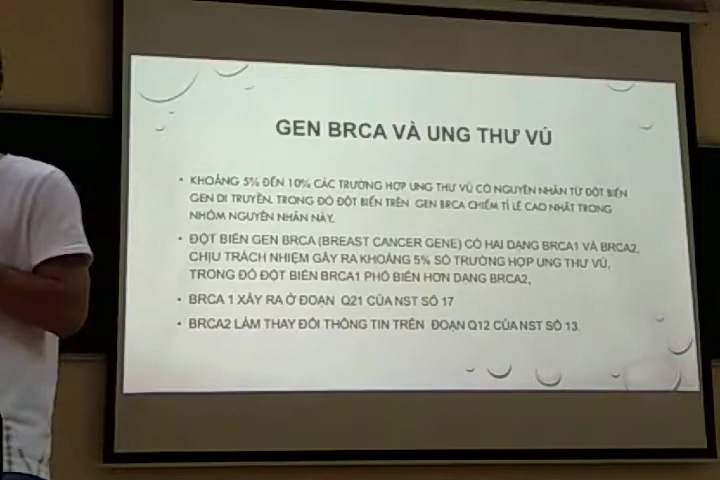 GEN BRCA VÀ UNG THƯ VÚ
• KHOẢNG 5% ĐẾN 10% CÁC TRƯỜNG HỢP UNG THƯ VÚ CÓ NGUYÊN NHÂN TỪ ĐỘT BIẾN
GEN DI TRUYỀN. TRONG ĐÓ ĐỘT BIẾN TRÊN GEN BRCA CHIẾM TỈ LỆ CAO NHẤT TRONG
NHÓM NGUYÊN NHÂN NÀY.
• ĐỘT BIẾN GEN BRCA (BREAST CANCER GENE) CÓ HAI DẠNG BRCA1 VÀ BRCA2,
CHỊU TRÁCH NHIỆM GÂY RA KHOẢNG 5% SỐ TRƯỜNG HỢP UNG THƯ VÚ,
TRONG ĐÓ ĐỘT BIẾN BRCA1 PHỔ BIẾN HƠN DẠNG BRCA2,
• BRCA 1 XẢY RA Ở ĐOẠN Q21 CỦA NST SỐ 17
• BRCA2 LÀM THAY ĐỔI THÔNG TIN TRÊN ĐOẠN Q12 CỦA NST SỐ 13.